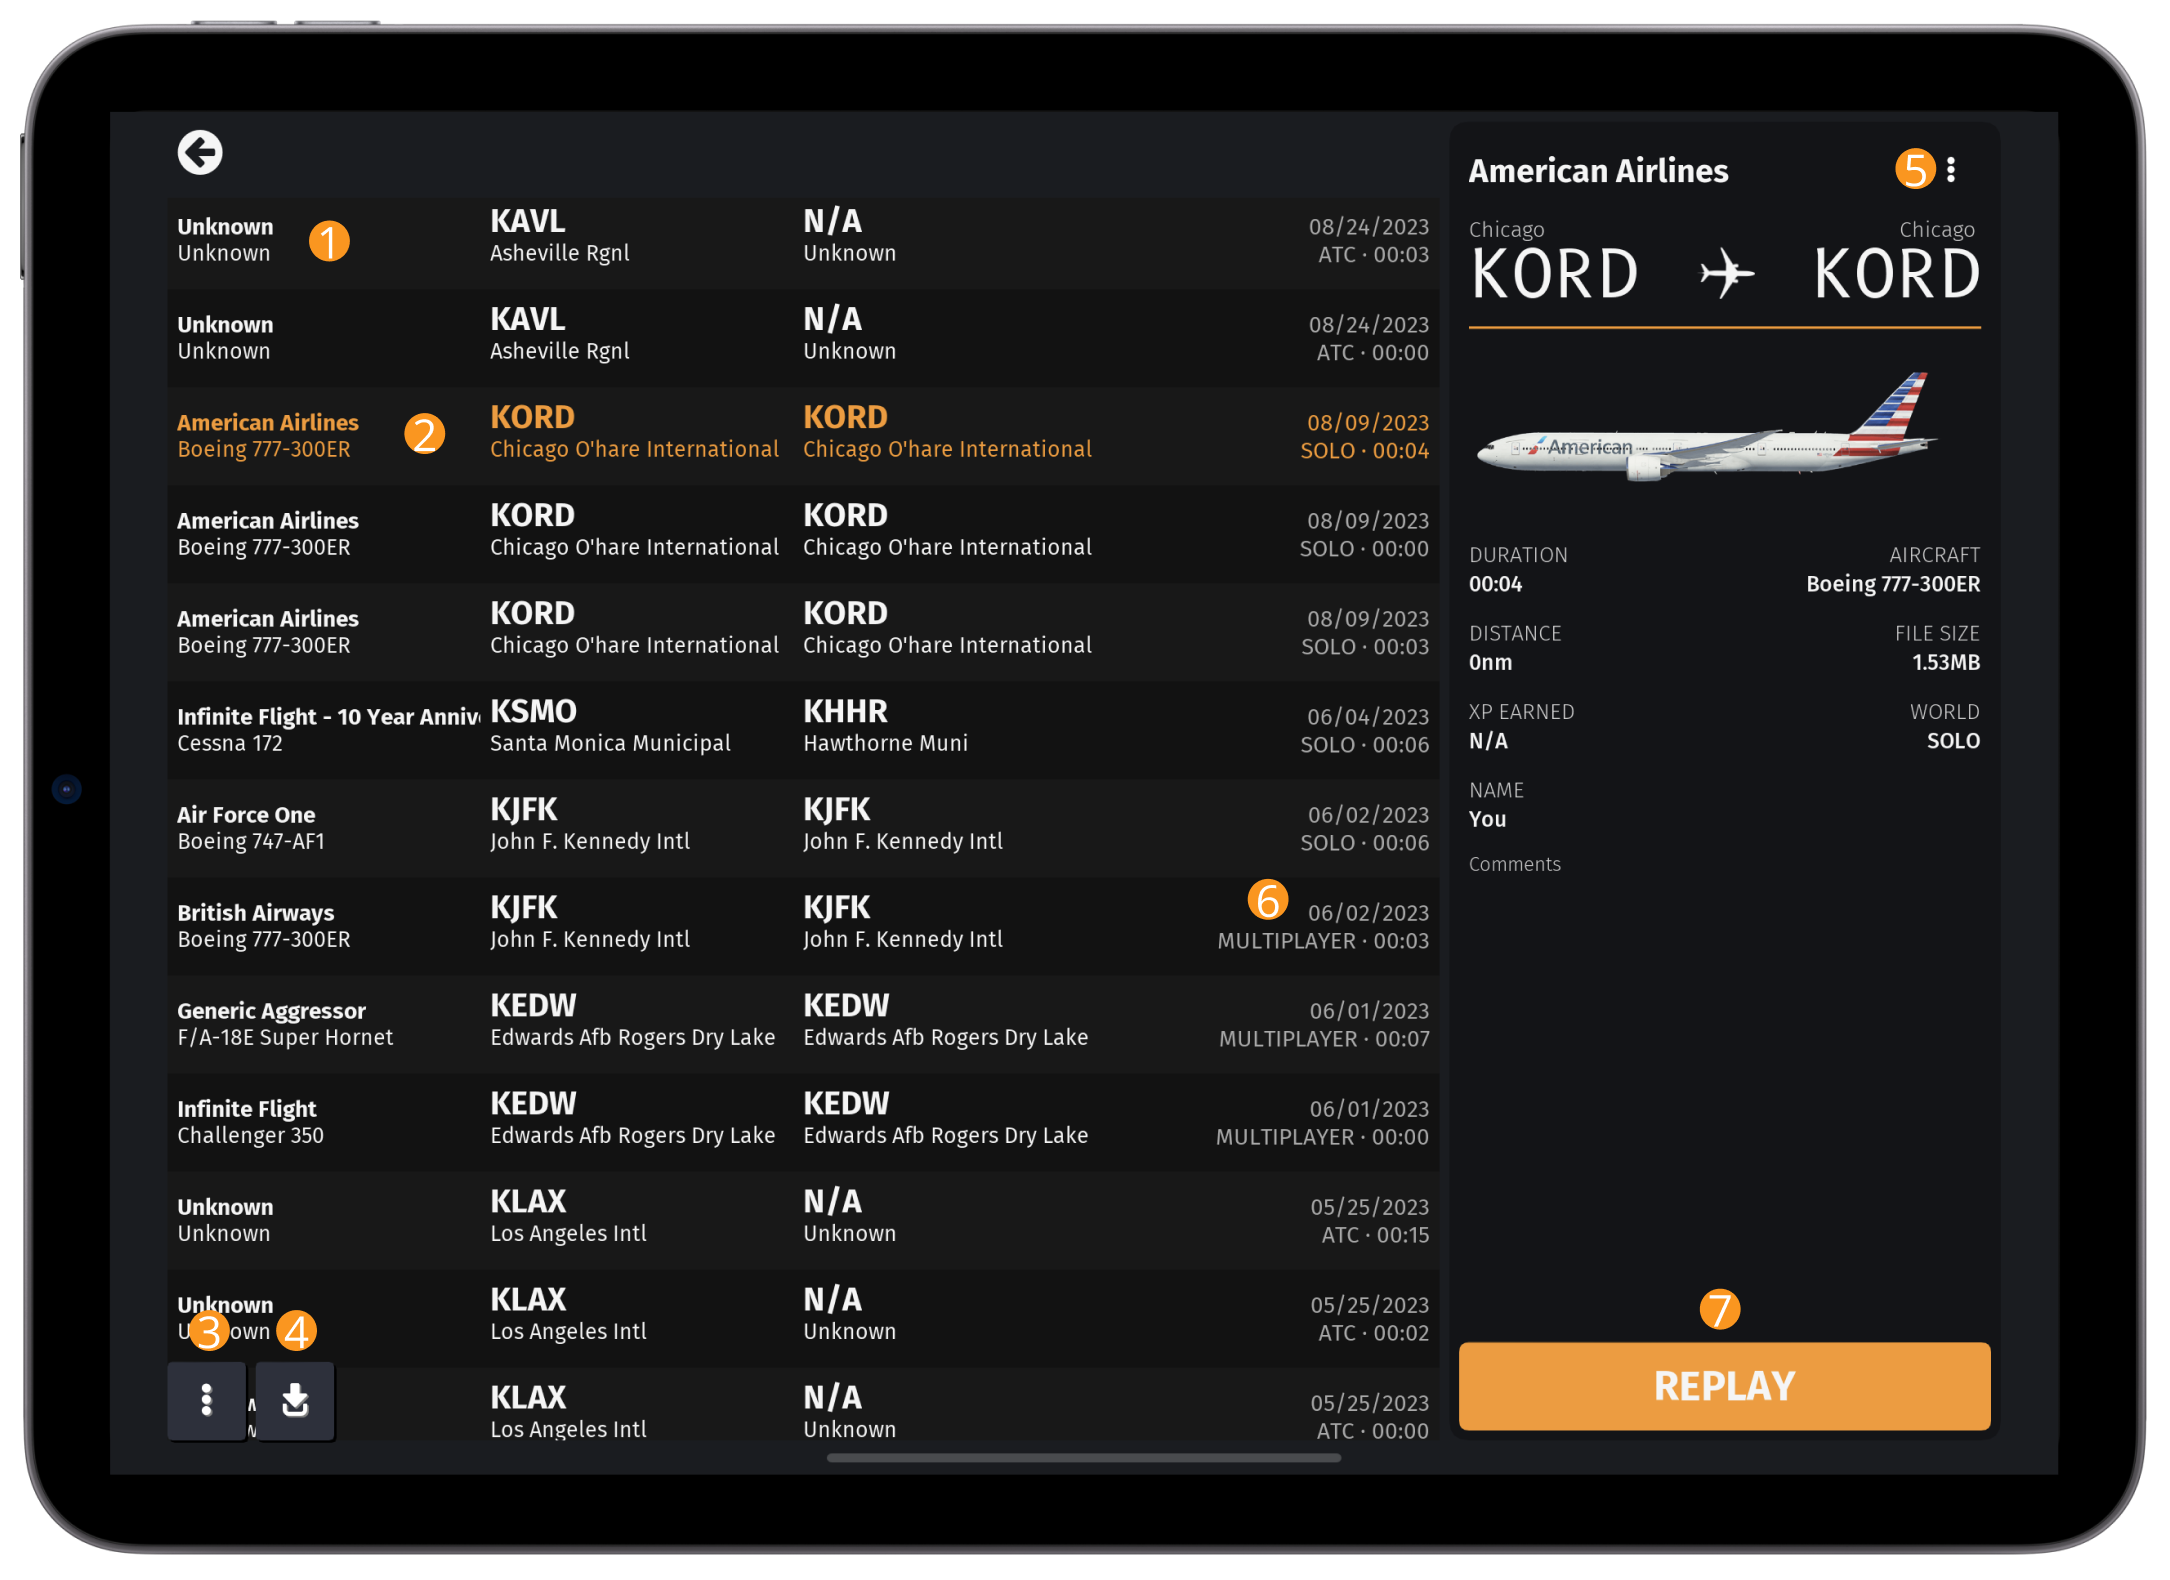 American Airlines
5
Chicago Chicago
KORD KORD
American
DURATION AIRCRAFT
00:04 Boeing 777-300ER
DISTANCE FILE SIZE
0nm 1.53MB
XP EARNED WORLD
N/A SOLO
NAME
You
Comments
7
REPLAY
Unknown KAVL N/A 08/24/2023
Unknown 1 Asheville Rgnl Unknown ATC · 00:03
Unknown KAVL N/A 08/24/2023
Unknown Asheville Rgnl Unknown ATC · 00:00
American Airlines 2 KORD KORD 08/09/2023
Boeing 777-300ER Chicago O'hare International Chicago O'hare International SOLO · 00:04
American Airlines KORD KORD 08/09/2023
Boeing 777-300ER Chicago O'hare International Chicago O'hare International SOLO · 00:00
American Airlines KORD KORD 08/09/2023
Boeing 777-300ER Chicago O'hare International Chicago O'hare International SOLO · 00:03
Infinite Flight - 10 Year Anniv KSMO KHHR 06/04/2023
Cessna 172 Santa Monica Municipal Hawthorne Muni SOLO · 00:06
Air Force One KJFK KJFK 06/02/2023
Boeing 747-AF1 John F. Kennedy Intl John F. Kennedy Intl SOLO · 00:06
British Airways KJFK KJFK 6 06/02/2023
Boeing 777-300ER John F. Kennedy Intl John F. Kennedy Intl MULTIPLAYER · 00:03
Generic Aggressor KEDW KEDW 06/01/2023
F/A-18E Super Hornet Edwards Afb Rogers Dry Lake Edwards Afb Rogers Dry Lake MULTIPLAYER · 00:07
Infinite Flight KEDW KEDW 06/01/2023
Challenger 350 Edwards Afb Rogers Dry Lake Edwards Afb Rogers Dry Lake MULTIPLAYER · 00:00
Unknown KLAX N/A 05/25/2023
Unknown Los Angeles Intl Unknown ATC · 00:15
Unknown KLAX N/A 05/25/2023
3 4 Los Angeles Intl Unknown ATC · 00:02
KLAX N/A 05/25/2023
Los Angeles Intl Unknown ATC · 00:00